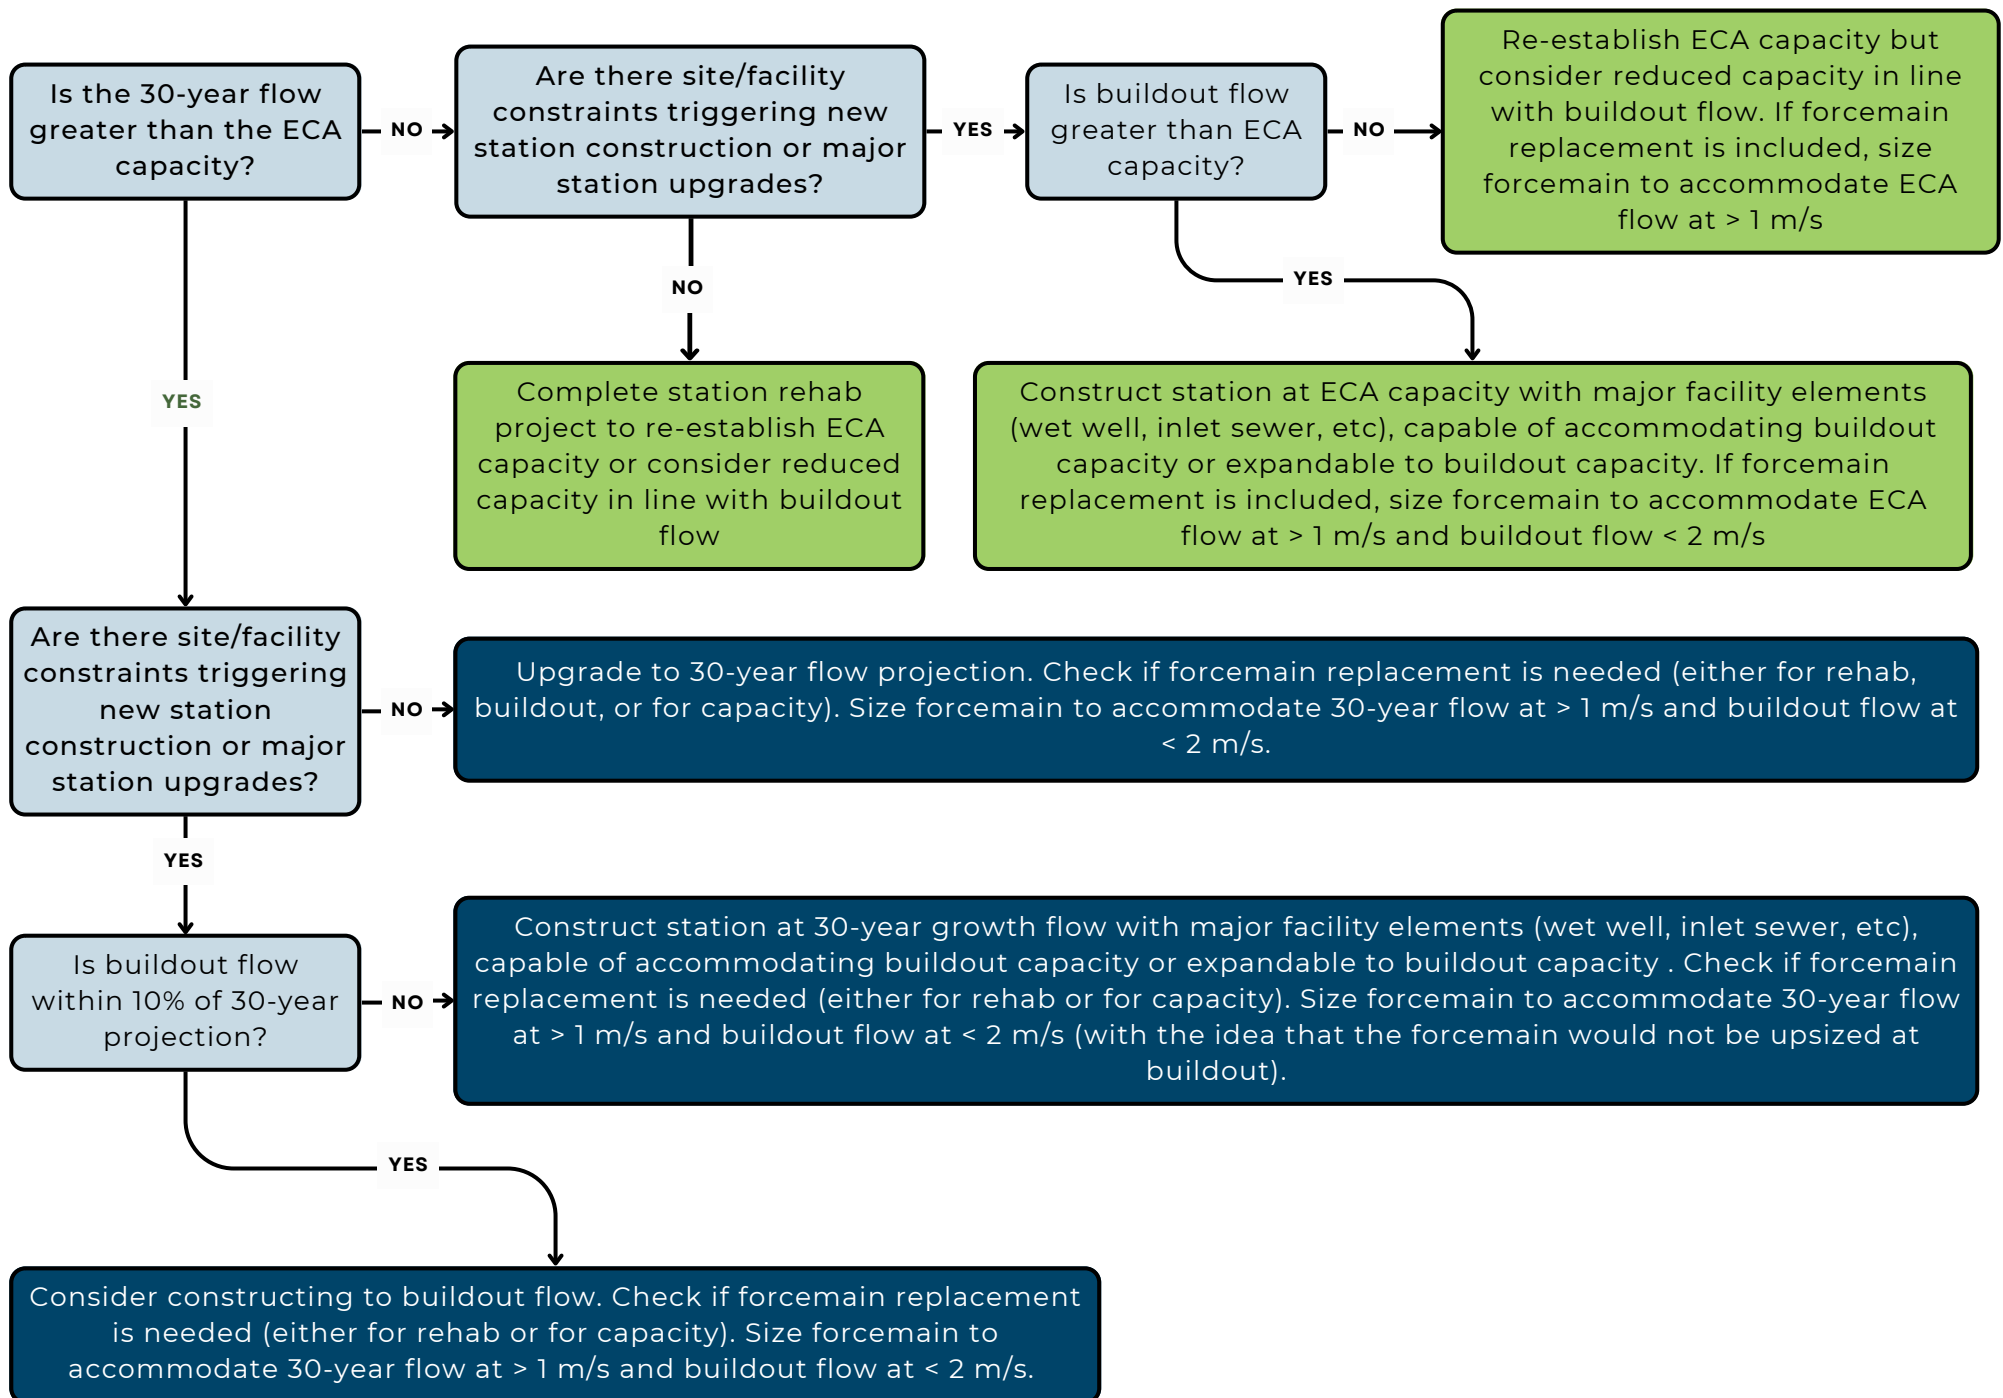 Is the 30-year flow
greater than the ECA
capacity?
NO
Are there site/facility
constraints triggering new
station construction or major
station upgrades?
YES
Is buildout flow
greater than ECA
capacity?
NO
Re-establish ECA capacity but
consider reduced capacity in line
with buildout flow. If forcemain
replacement is included, size
forcemain to accommodate ECA
flow at > 1 m/s
YES
NO
YES
Complete station rehab
project to re-establish ECA
capacity or consider reduced
capacity in line with buildout
flow
Construct station at ECA capacity with major facility elements
(wet well, inlet sewer, etc), capable of accommodating buildout
capacity or expandable to buildout capacity. If forcemain
replacement is included, size forcemain to accommodate ECA
flow at > 1 m/s and buildout flow < 2 m/s
Are there site/facility
constraints triggering
new station
construction or major
station upgrades?
NO
Upgrade to 30-year flow projection. Check if forcemain replacement is needed (either for rehab,
buildout, or for capacity). Size forcemain to accommodate 30-year flow at > 1 m/s and buildout flow at
< 2 m/s.
YES
Is buildout flow
within 10% of 30-year
projection?
NO
Construct station at 30-year growth flow with major facility elements (wet well, inlet sewer, etc),
capable of accommodating buildout capacity or expandable to buildout capacity . Check if forcemain
replacement is needed (either for rehab or for capacity). Size forcemain to accommodate 30-year flow
at > 1 m/s and buildout flow at < 2 m/s (with the idea that the forcemain would not be upsized at
buildout).
YES
Consider constructing to buildout flow. Check if forcemain replacement
is needed (either for rehab or for capacity). Size forcemain to
accommodate 30-year flow at > 1 m/s and buildout flow at < 2 m/s.